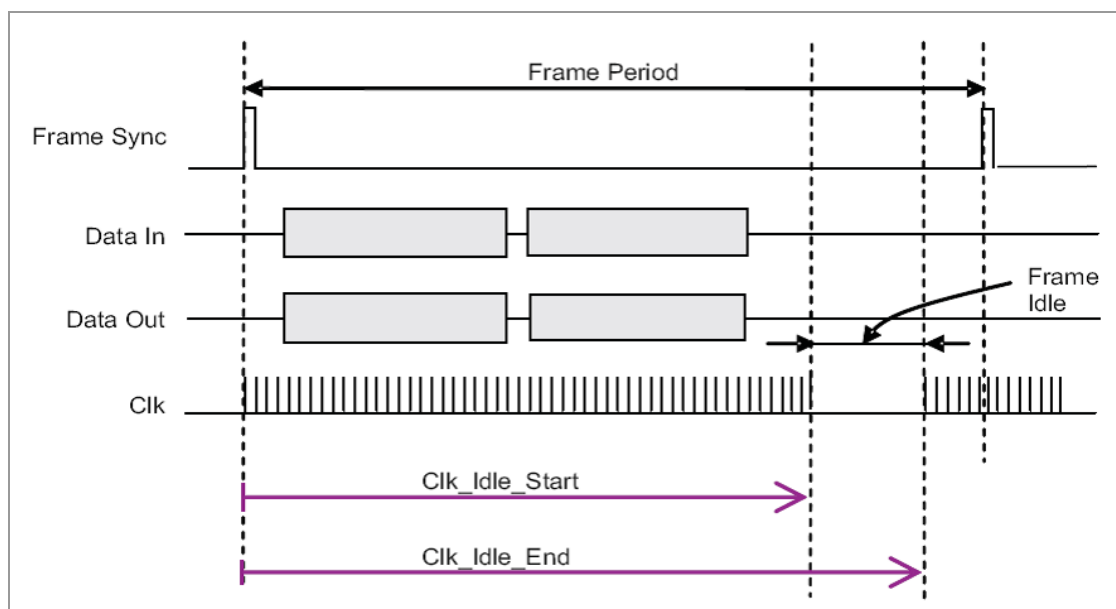 Frame Period
Frame Sync
Data In
Data Out
Frame
Idle
Clk
Clk_Idle_Start
Clk_Idle_End